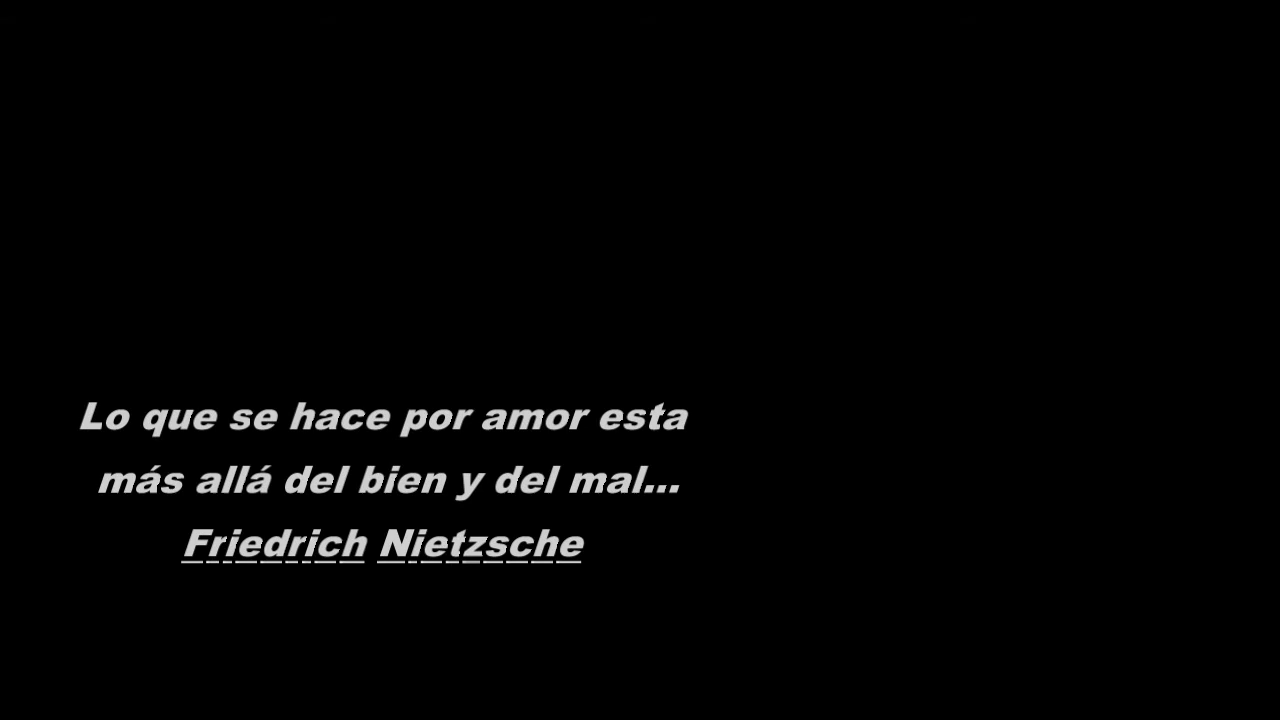 Lo que se hace por amor esta
más allá del bien y del mal...
Friedrich Nietzsche